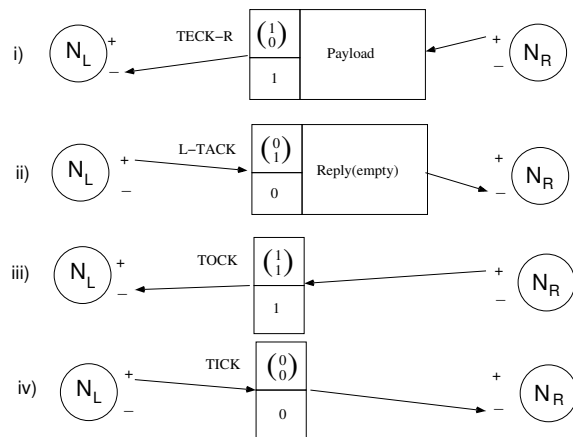 i) N_L + − TECK−R (1 0) 1 Payload + − N_R
ii) N_L + − L−TACK (0 1) 0 Reply(empty) + − N_R
iii) N_L + − TOCK (1 1) 1 + − N_R
iv) N_L + − TICK (0 0) 0 + − N_R